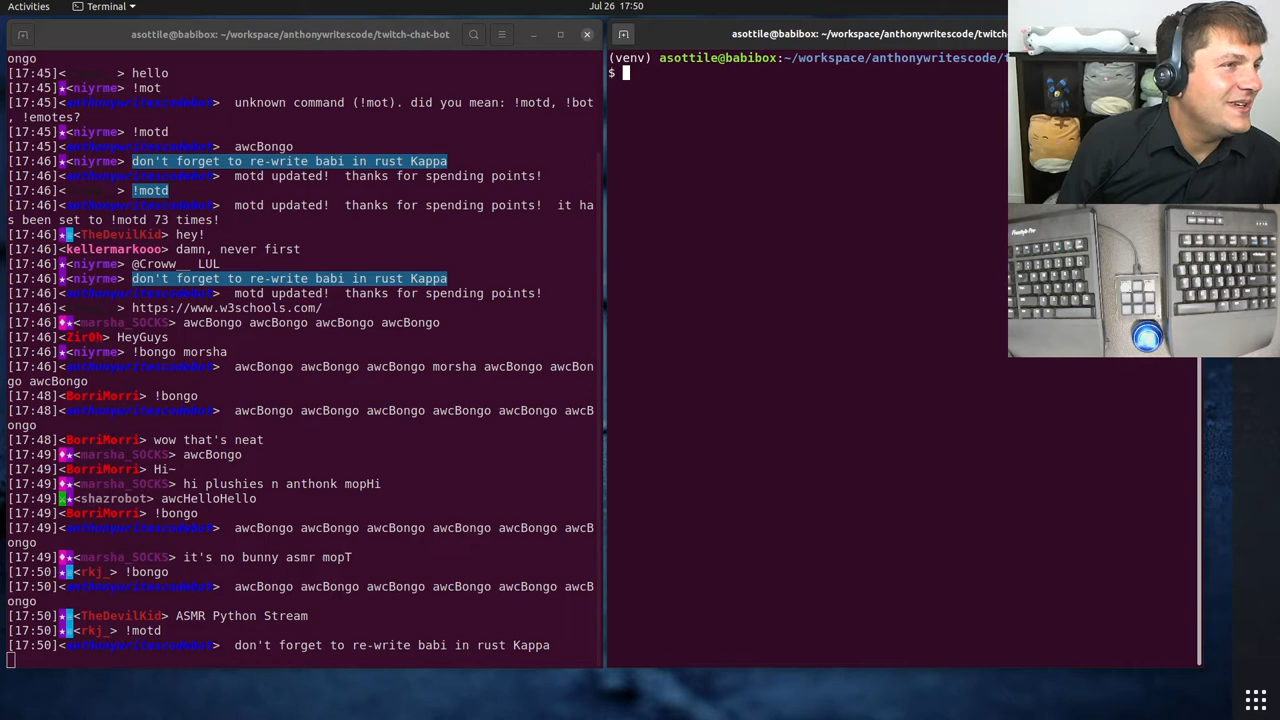 Activities
Terminal
Jul 26 17:50
asottile@babibox: ~/workspace/anthonywritescode/twitch-chat-bot
asottile@babibox: ~/workspace/anthonywritescode/twitch
ongo
[17:45]< > hello
[17:45]★<niyrme> !mot
[17:45]<anthonywritescodebot> unknown command (!mot). did you mean: !motd, !bot
, !emotes?
[17:45]★<niyrme> !motd
[17:45]<anthonywritescodebot> awcBongo
[17:46]★<niyrme> don't forget to re-write babi in rust Kappa
[17:46]<anthonywritescodebot> motd updated! thanks for spending points!
[17:46]< > !motd
[17:46]<anthonywritescodebot> motd updated! thanks for spending points! it ha
s been set to !motd 73 times!
[17:46]★ <TheDevilKid> hey!
[17:46]<kellermarkooo> damn, never first
[17:46]★<niyrme> @Croww__ LUL
[17:46]★<niyrme> don't forget to re-write babi in rust Kappa
[17:46]<anthonywritescodebot> motd updated! thanks for spending points!
[17:46]< > https://www.w3schools.com/
[17:46]♦★<marsha_SOCKS> awcBongo awcBongo awcBongo awcBongo
[17:46]<Zir0h> HeyGuys
[17:46]★<niyrme> !bongo morsha
[17:46]<anthonywritescodebot> awcBongo awcBongo awcBongo morsha awcBongo awcBon
go awcBongo
[17:48]<BorriMorri> !bongo
[17:48]<anthonywritescodebot> awcBongo awcBongo awcBongo awcBongo awcBongo awcB
ongo
[17:48]<BorriMorri> wow that's neat
[17:49]♦★<marsha_SOCKS> awcBongo
[17:49]<BorriMorri> Hi~
[17:49]♦★<marsha_SOCKS> hi plushies n anthonk mopHi
[17:49] ★<shazrobot> awcHelloHello
[17:49]<BorriMorri> !bongo
[17:49]<anthonywritescodebot> awcBongo awcBongo awcBongo awcBongo awcBongo awcB
ongo
[17:49]♦★<marsha_SOCKS> it's no bunny asmr mopT
[17:50]★ <rkj_> !bongo
[17:50]<anthonywritescodebot> awcBongo awcBongo awcBongo awcBongo awcBongo awcB
ongo
[17:50]★ <TheDevilKid> ASMR Python Stream
[17:50]★ <rkj_> !motd
[17:50]<anthonywritescodebot> don't forget to re-write babi in rust Kappa
(venv) asottile@babibox:~/workspace/anthonywritescode/t
$